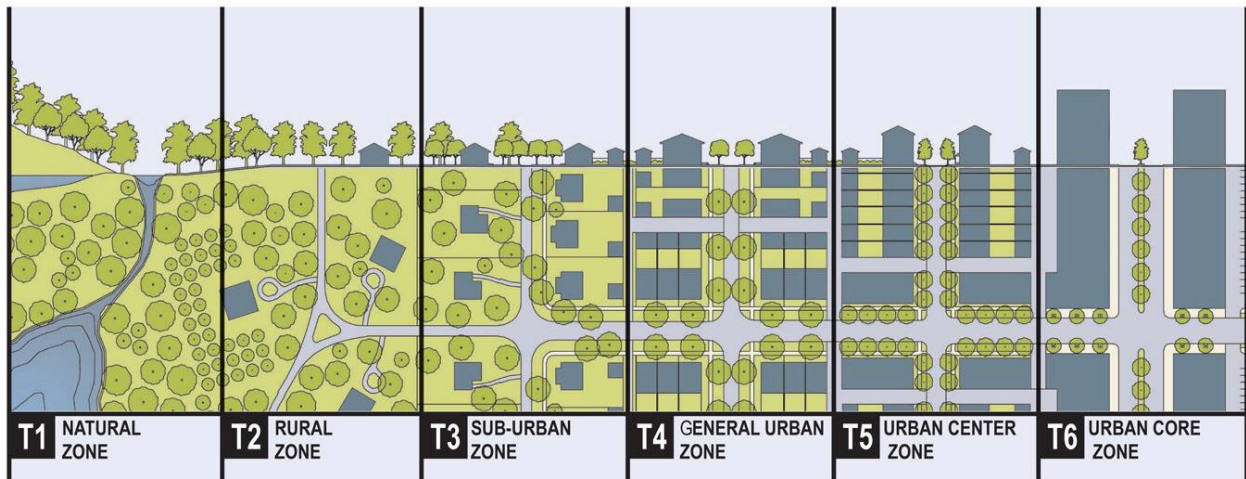 T1 NATURAL
ZONE
T2 RURAL
ZONE
T3 SUB-URBAN
ZONE
T4 GENERAL URBAN
ZONE
T5 URBAN CENTER
ZONE
T6 URBAN CORE
ZONE